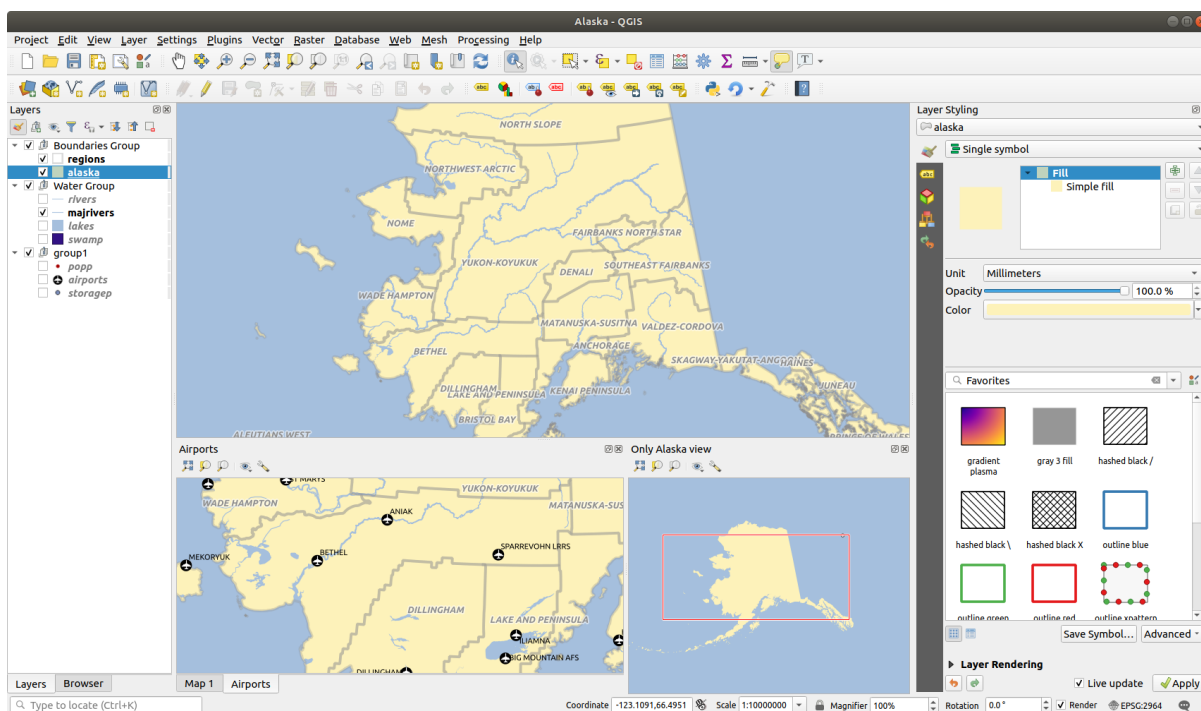 Alaska - QGIS
Project Edit View Layer Settings Plugins Vector Raster Database Web Mesh Processing Help
Layers
Boundaries Group
regions
alaska
Water Group
rivers
majrivers
lakes
swamp
group1
popp
airports
storagep
Layers Browser
NORTH SLOPE
NORTHWEST ARCTIC
NOME
FAIRBANKS NORTH STAR
YUKON-KOYUKUK
SOUTHEAST FAIRBANKS
DENALI
WADE HAMPTON
MATANUSKA-SUSITNA
VALDEZ-CORDOVA
ANCHORAGE
BETHEL
SKAGWAY-YAKUTAT-ANGOON
HAINES
JUNEAU
DILLINGHAM
LAKE AND PENINSULA
KENAI PENINSULA
BRISTOL BAY
ALEUTIANS WEST
PRINCE OF WALES
Airports
ST MARYS
YUKON-KOYUKUK
WADE HAMPTON
MATANUSKA-SUS
ANIAK
SPARREVOHN LRRS
BETHEL
MEKORYUK
DILLINGHAM
LAKE AND PENINSULA
ILIAMNA
BIG MOUNTAIN AFS
DILLINGHAM
Map 1 Airports
Only Alaska view
Layer Styling
alaska
Single symbol
Fill
Simple fill
Unit Millimeters
Opacity 100.0 %
Color
Favorites
gradient plasma
gray 3 fill
hashed black /
hashed black \
hashed black X
outline blue
outline green
outline red
outline xpattern
Save Symbol... Advanced
Layer Rendering
Live update Apply
Type to locate (Ctrl+K)
Coordinate -123.1091,66.4951 Scale 1:10000000 Magnifier 100% Rotation 0.0 ° Render EPSG:2964